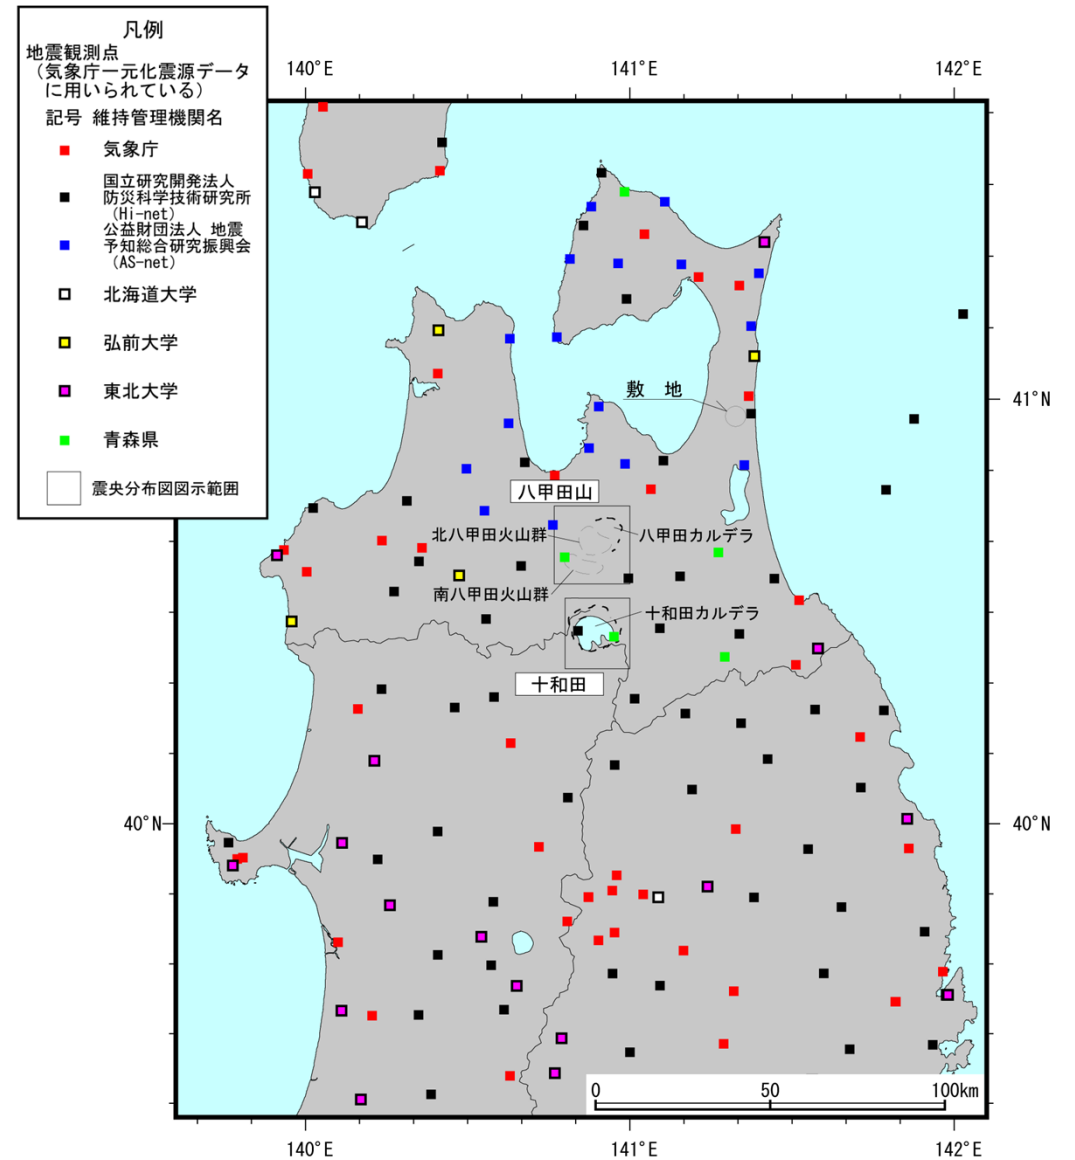 凡例
地震観測点
（気象庁一元化震源データ
に用いられている）
記号 維持管理機関名
気象庁
国立研究開発法人
防災科学技術研究所
(Hi-net)
公益財団法人 地震
予知総合研究振興会
(AS-net)
北海道大学
弘前大学
東北大学
青森県
震央分布図図示範囲
140°E
141°E
142°E
敷 地
41°N
八甲田山
北八甲田火山群
八甲田カルデラ
南八甲田火山群
十和田カルデラ
十和田
40°N
40°N
0
50
100km
140°E
141°E
142°E